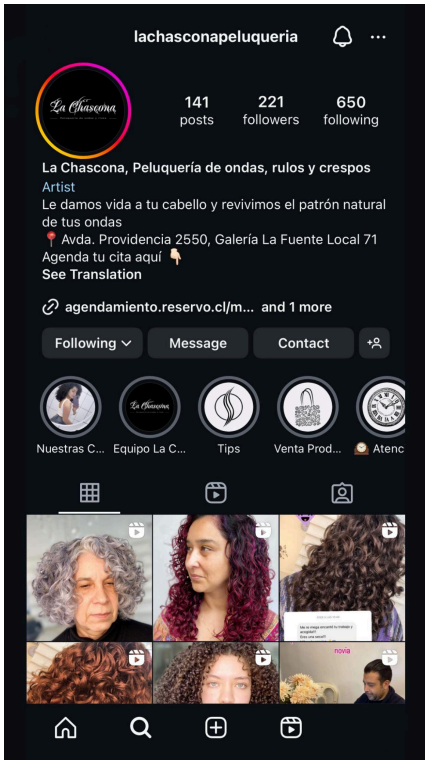 lachasconapeluqueria
La Chascona
141
posts
221
followers
650
following
La Chascona, Peluquería de ondas, rulos y crespos
Artist
Le damos vida a tu cabello y revivimos el patrón natural
de tus ondas
📍 Avda. Providencia 2550, Galería La Fuente Local 71
Agenda tu cita aquí 👇🏻
See Translation
agendamiento.reservo.cl/m... and 1 more
Following
Message
Contact
La Chascona
Nuestras C...
Equipo La C...
Tips
Venta Prod...
🕰️ Atenc
novia